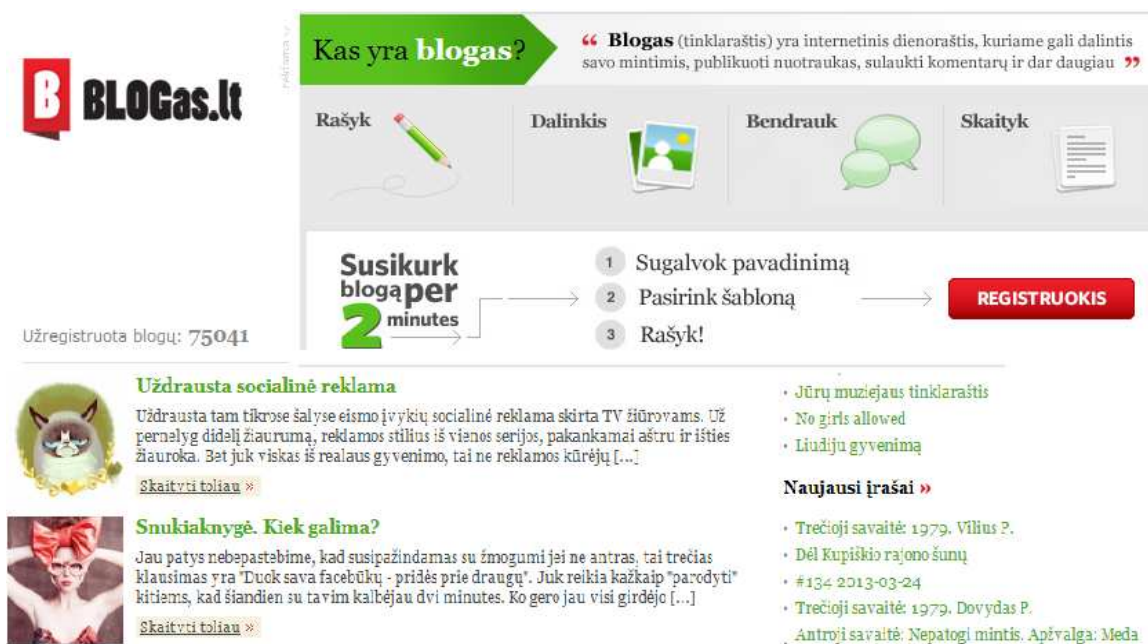 BLOGas.lt
Užregistruota blogų: 75041
reklama
Kas yra blogas?
“ Blogas (tinklaraštis) yra internetinis dienoraštis, kuriame gali dalintis
savo mintimis, publikuoti nuotraukas, sulaukti komentarų ir dar daugiau ”
Rašyk
Dalinkis
Bendrauk
Skaityk
Susikurk
blogą per
2 minutes
1 Sugalvok pavadinimą
2 Pasirink šabloną
3 Rašyk!
REGISTRUOKIS
Uždrausta socialinė reklama
Uždrausta tam tikrose šalyse eismo įvykių socialinė reklama skirta TV žiūrovams. Už
pernelyg didelį žiaurumą, reklamos stilius iš vienos serijos, pakankamai aštru ir išties
žiauroka. Bet juk viskas iš realaus gyvenimo, tai ne reklamos kūrėjų [...]
Skaityti toliau »
Snukiaknygė. Kiek galima?
Jau patys nebepastebime, kad susipažindamas su žmogumi jei ne antras, tai trečias
klausimas yra "Duok sava facebūkų - pridės prie draugų". Juk reikia kažkaip "parodyti"
kitiems, kad šiandien su tavim kalbėjau dvi minutes. Ko gero jau visi girdėjo [...]
Skaityti toliau »
• Jūrų muziejaus tinklaraštis
• No girls allowed
• Liudiju gyvenimą
Naujausi įrašai »
• Trečioji savaitė: 1979. Vilius P.
• Dėl Kupiškio rajono šunų
• #134 2013-03-24
• Trečioji savaitė: 1979. Dovydas P.
Antroji savaitė: Nepatogi mintis. Apžvalga: Meda